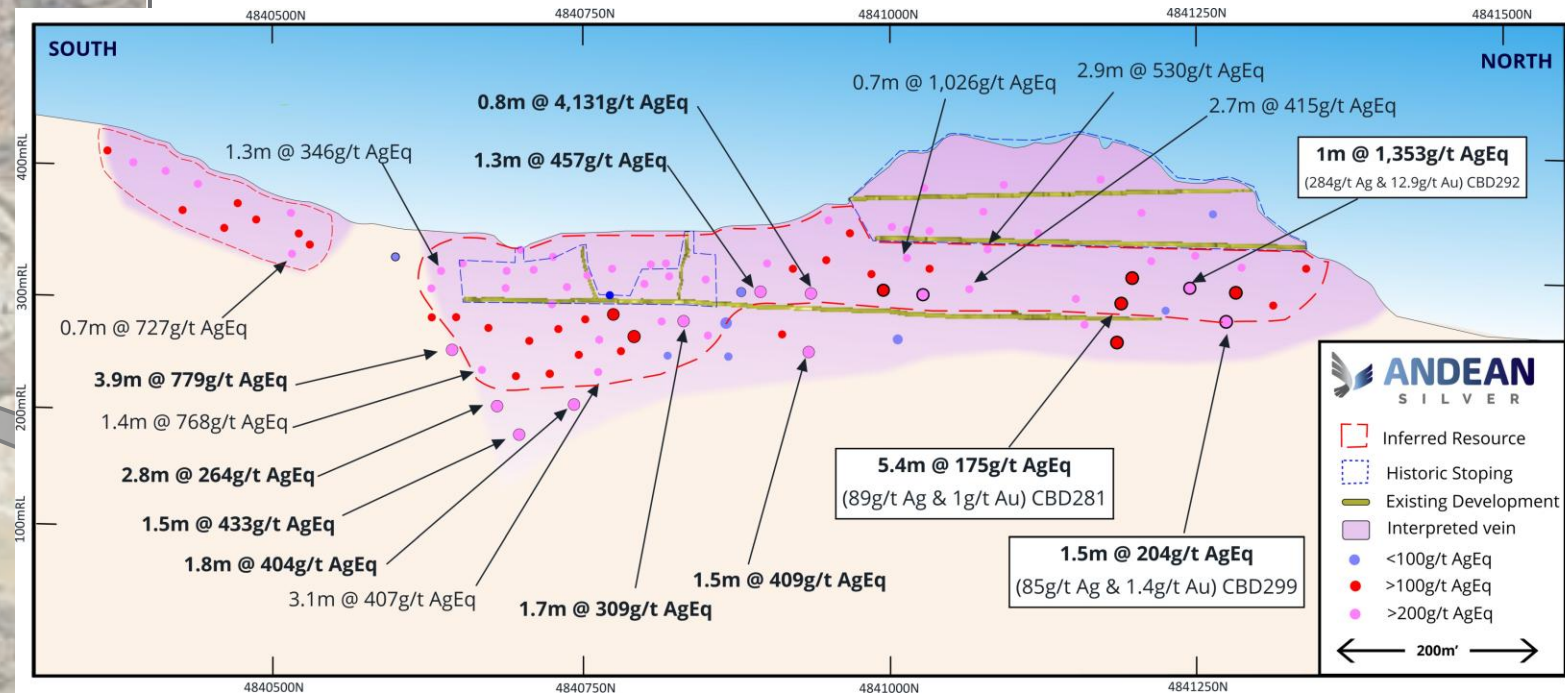 4840500N
4840750N
4841000N
4841250N
4841500N
SOUTH
NORTH
400mRL
300mRL
200mRL
100mRL
0.8m @ 4,131g/t AgEq
0.7m @ 1,026g/t AgEq
2.9m @ 530g/t AgEq
2.7m @ 415g/t AgEq
1.3m @ 346g/t AgEq
1.3m @ 457g/t AgEq
1m @ 1,353g/t AgEq
(284g/t Ag & 12.9g/t Au) CBD292
0.7m @ 727g/t AgEq
3.9m @ 779g/t AgEq
1.4m @ 768g/t AgEq
2.8m @ 264g/t AgEq
1.5m @ 433g/t AgEq
1.8m @ 404g/t AgEq
3.1m @ 407g/t AgEq
1.7m @ 309g/t AgEq
1.5m @ 409g/t AgEq
5.4m @ 175g/t AgEq
(89g/t Ag & 1g/t Au) CBD281
1.5m @ 204g/t AgEq
(85g/t Ag & 1.4g/t Au) CBD299
ANDEAN
SILVER
Inferred Resource
Historic Stoping
Existing Development
Interpreted vein
<100g/t AgEq
>100g/t AgEq
>200g/t AgEq
200m'
4840500N
4840750N
4841000N
4841250N